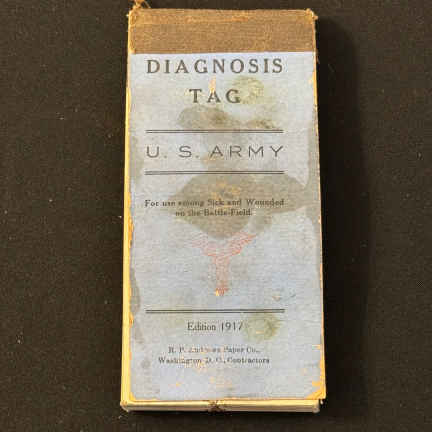 DIAGNOSIS
TAG
U. S. ARMY
For use among Sick and Wounded
on the Battle-Field.
Edition 1917
R. P. Andrews Paper Co.,
Washington D. C., Contractors